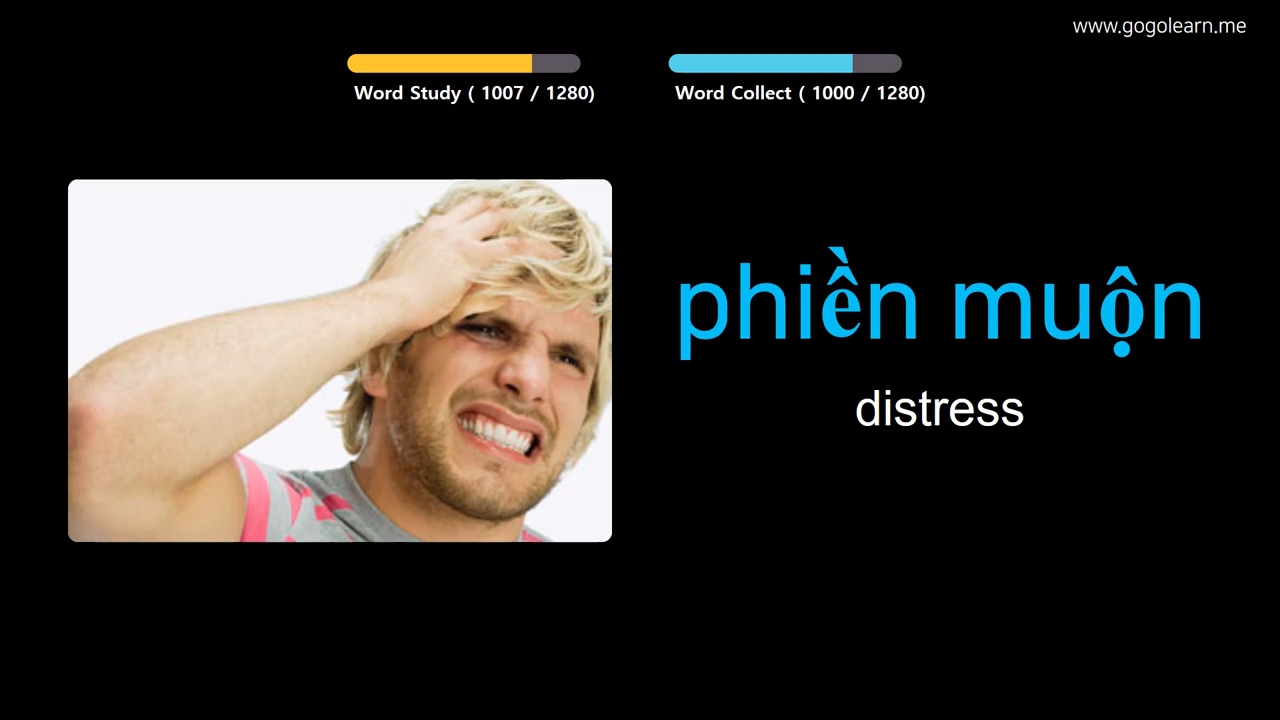 www.gogolearn.me
Word Study ( 1007 / 1280)
Word Collect ( 1000 / 1280)
phiền muộn
distress